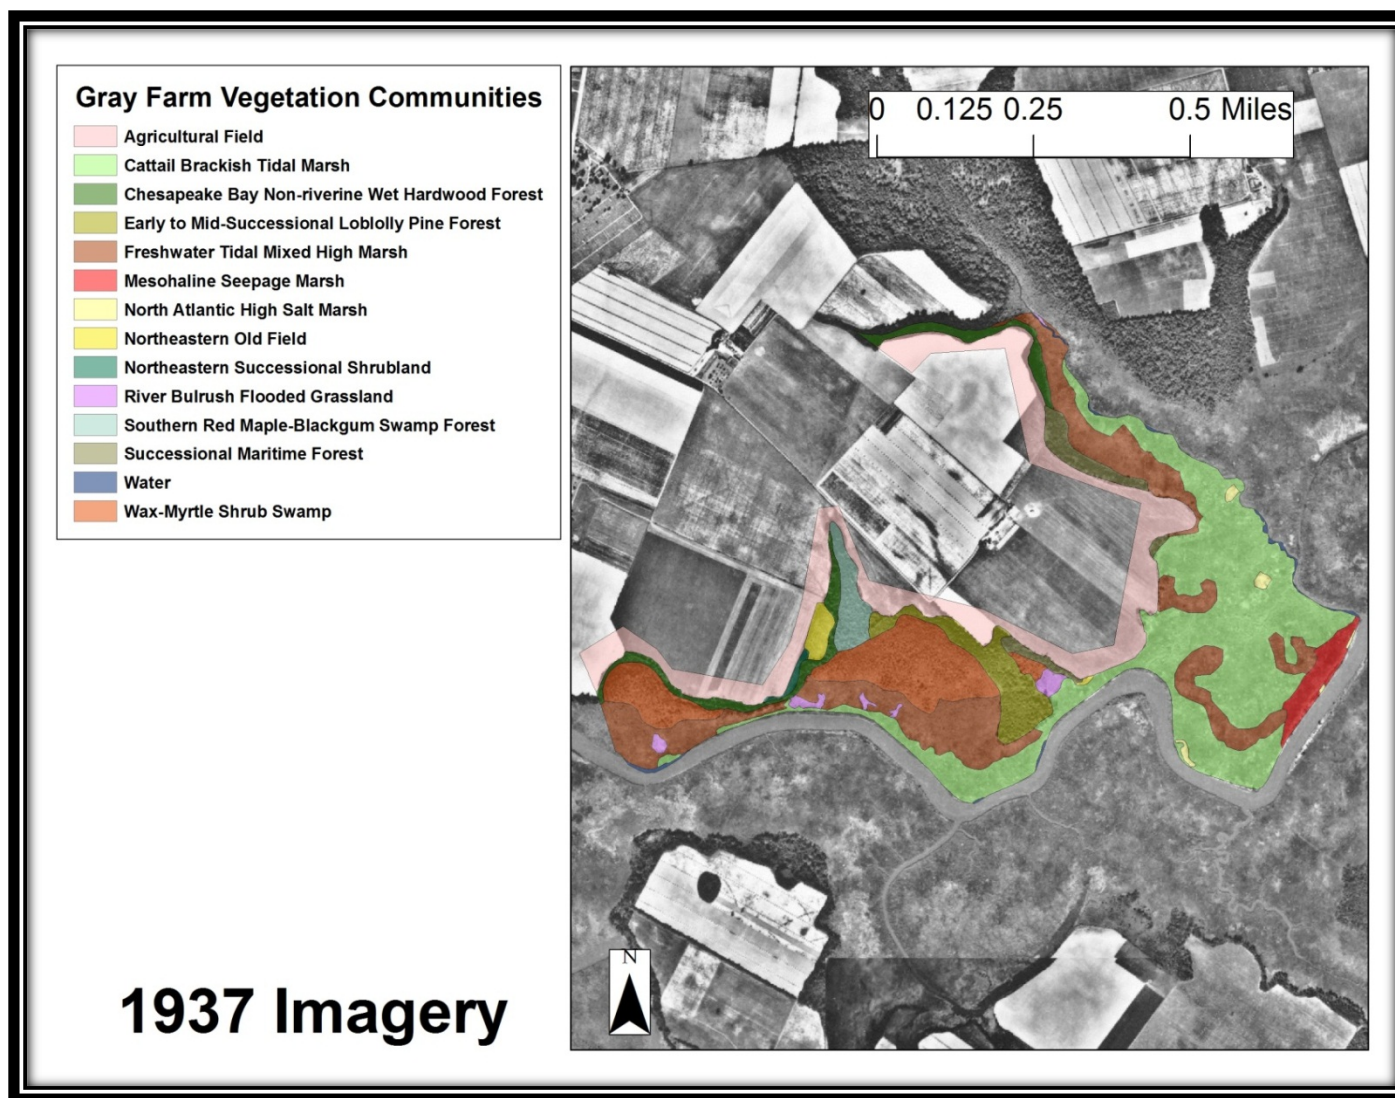 Gray Farm Vegetation Communities
Agricultural Field
Cattail Brackish Tidal Marsh
Chesapeake Bay Non-riverine Wet Hardwood Forest
Early to Mid-Successional Loblolly Pine Forest
Freshwater Tidal Mixed High Marsh
Mesohaline Seepage Marsh
North Atlantic High Salt Marsh
Northeastern Old Field
Northeastern Successional Shrubland
River Bulrush Flooded Grassland
Southern Red Maple-Blackgum Swamp Forest
Successional Maritime Forest
Water
Wax-Myrtle Shrub Swamp
0 0.125 0.25 0.5 Miles
N
1937 Imagery